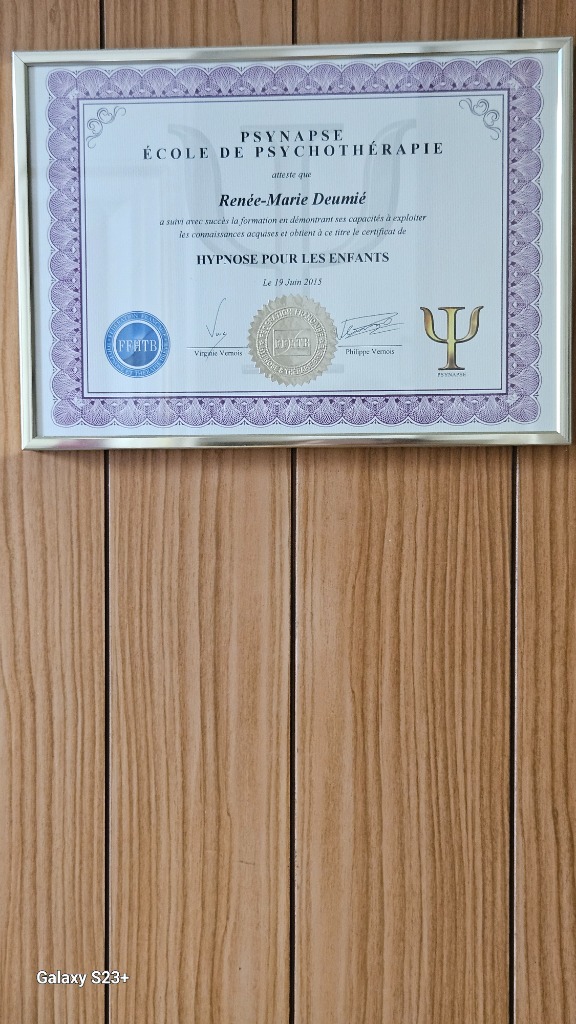 PSYNAPSE
ÉCOLE DE PSYCHOTHÉRAPIE
atteste que
Renée-Marie Deumié
a suivi avec succès la formation en démontrant ses capacités à exploiter
les connaissances acquises et obtient à ce titre le certificat de
HYPNOSE POUR LES ENFANTS
Le 19 Juin 2015
FFHTB
FFHTB
Virginie Vernois
Philippe Vernois
PSYNAPSE
Galaxy S23+